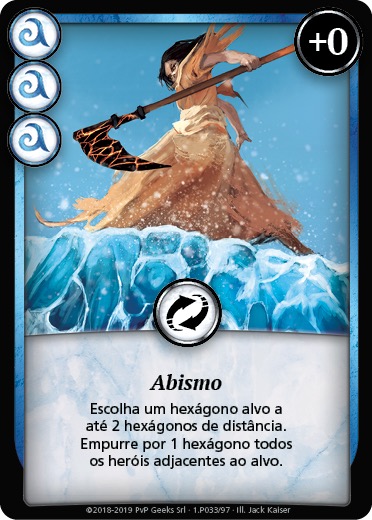 +0
Abismo
Escolha um hexágono alvo a
até 2 hexágonos de distância.
Empurre por 1 hexágono todos
os heróis adjacentes ao alvo.
©2018-2019 PvP Geeks Srl · 1.P033/97 · Ill. Jack Kaiser